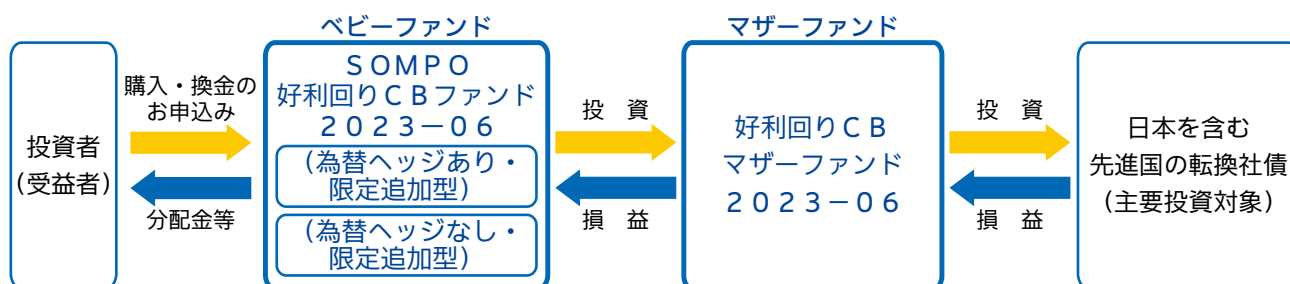 ベビーファンド
マザーファンド
投資者
(受益者)
購入・換金の
お申込み
分配金等
ＳＯＭＰＯ
好利回りＣＢファンド
２０２３－０６
(為替ヘッジあり・
限定追加型)
(為替ヘッジなし・
限定追加型)
投　資
損　益
好利回りＣＢ
マザーファンド
２０２３－０６
投　資
損　益
日本を含む
先進国の転換社債
(主要投資対象)